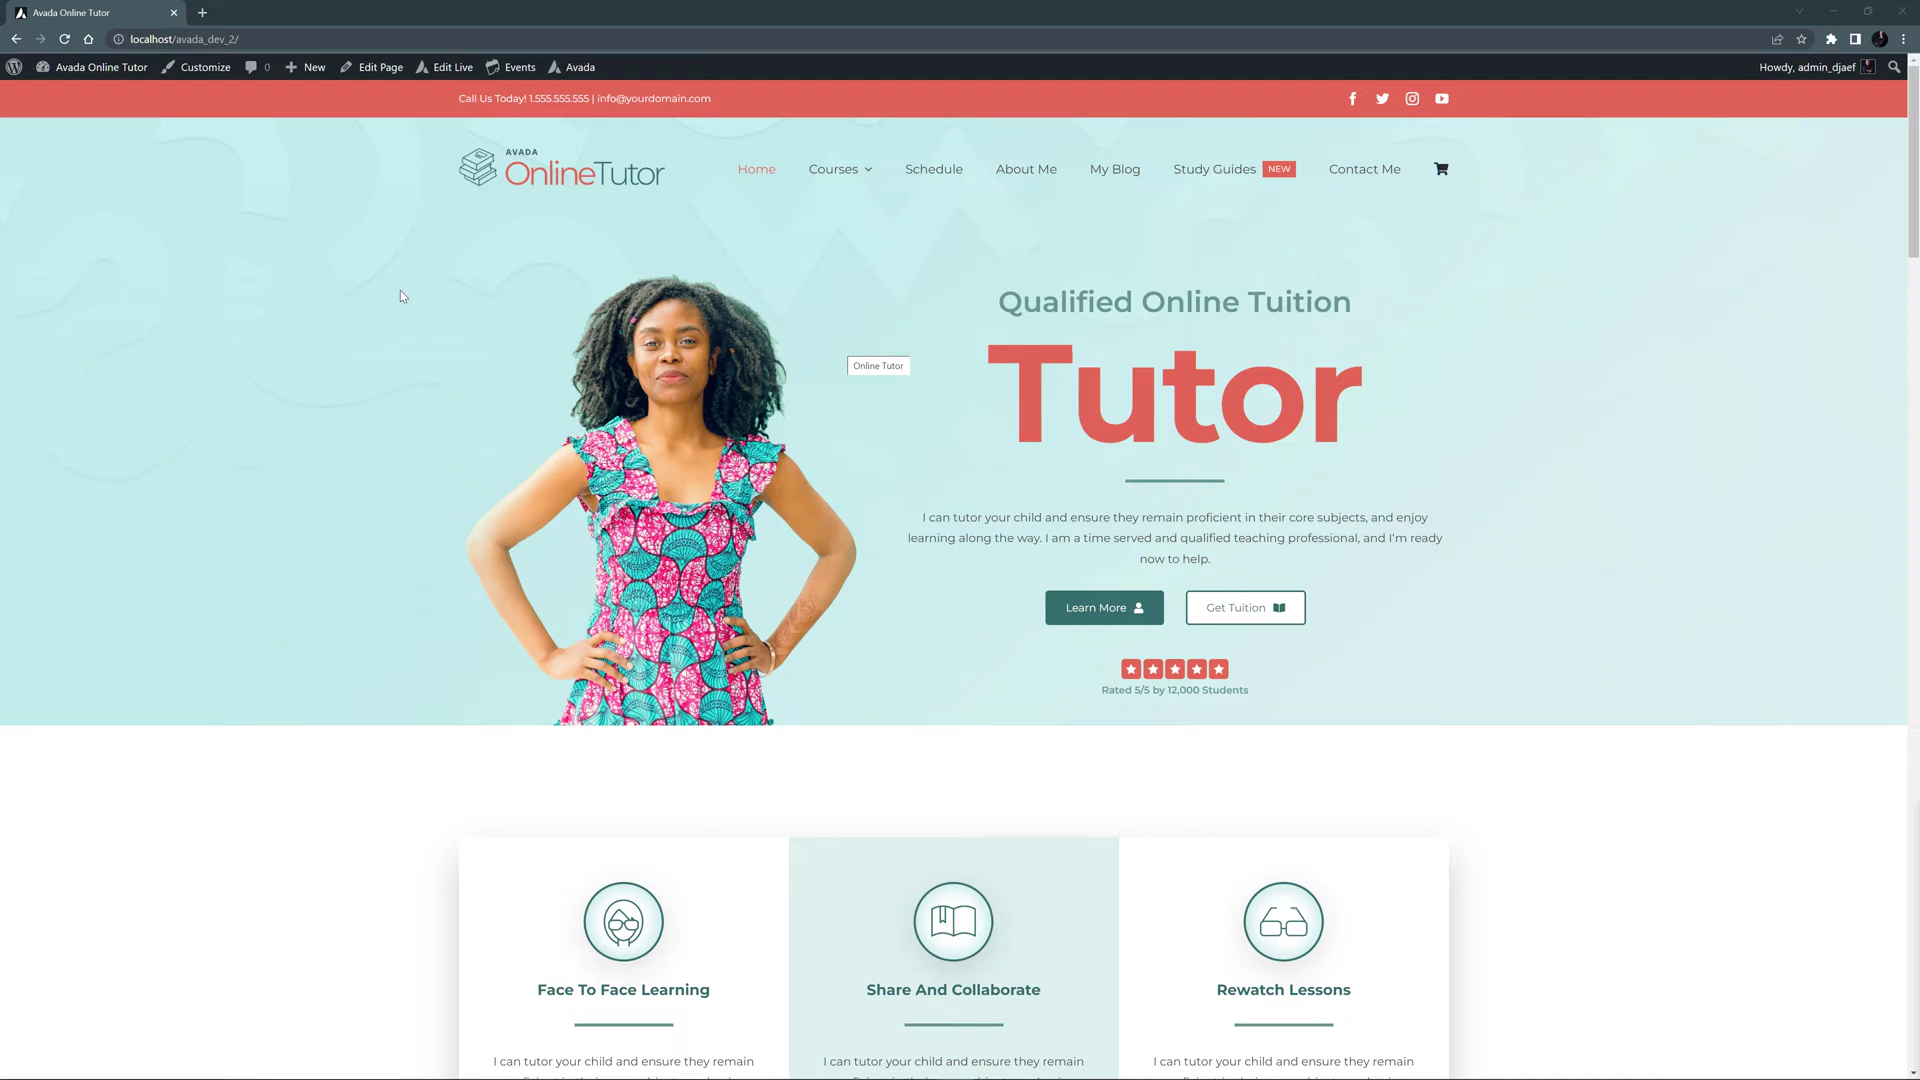 Avada Online Tutor
localhost/avada_dev_2/
Avada Online Tutor Customize 0 New Edit Page Edit Live Events Avada Howdy, admin_djaef
Call Us Today! 1.555.555.555 | info@yourdomain.com
AVADA
OnlineTutor
Home Courses Schedule About Me My Blog Study Guides NEW Contact Me
Qualified Online Tuition
Tutor
Online Tutor
I can tutor your child and ensure they remain proficient in their core subjects, and enjoy
learning along the way. I am a time served and qualified teaching professional, and I'm ready
now to help.
Learn More Get Tuition
Rated 5/5 by 12,000 Students
Face To Face Learning
I can tutor your child and ensure they remain
Share And Collaborate
I can tutor your child and ensure they remain
Rewatch Lessons
I can tutor your child and ensure they remain